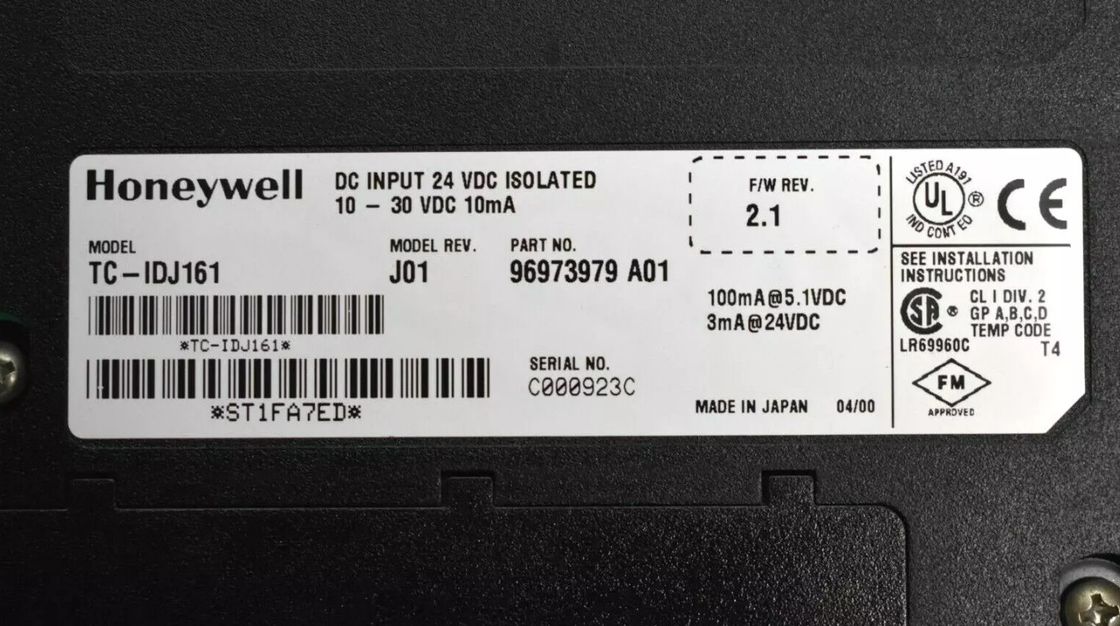 Honeywell
DC INPUT 24 VDC ISOLATED
10 – 30 VDC 10mA
F/W REV.
2.1
MODEL
TC-IDJ161
MODEL REV.
J01
PART NO.
96973979 A01
*TC-IDJ161*
*ST1FA7ED*
100mA@5.1VDC
3mA@24VDC
SERIAL NO.
C000923C
MADE IN JAPAN 04/00
LISTED A191
UL ®
IND CONT EQ
CE
SEE INSTALLATION
INSTRUCTIONS
SA ®
LR69960C
CL I DIV. 2
GP A,B,C,D
TEMP CODE
T4
FM
APPROVED